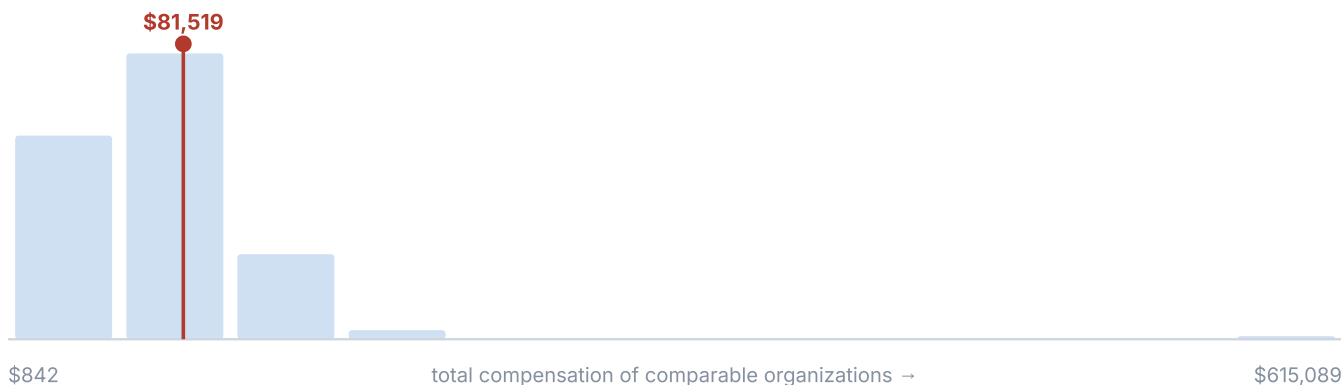 $81,519
$842 total compensation of comparable organizations → $615,089